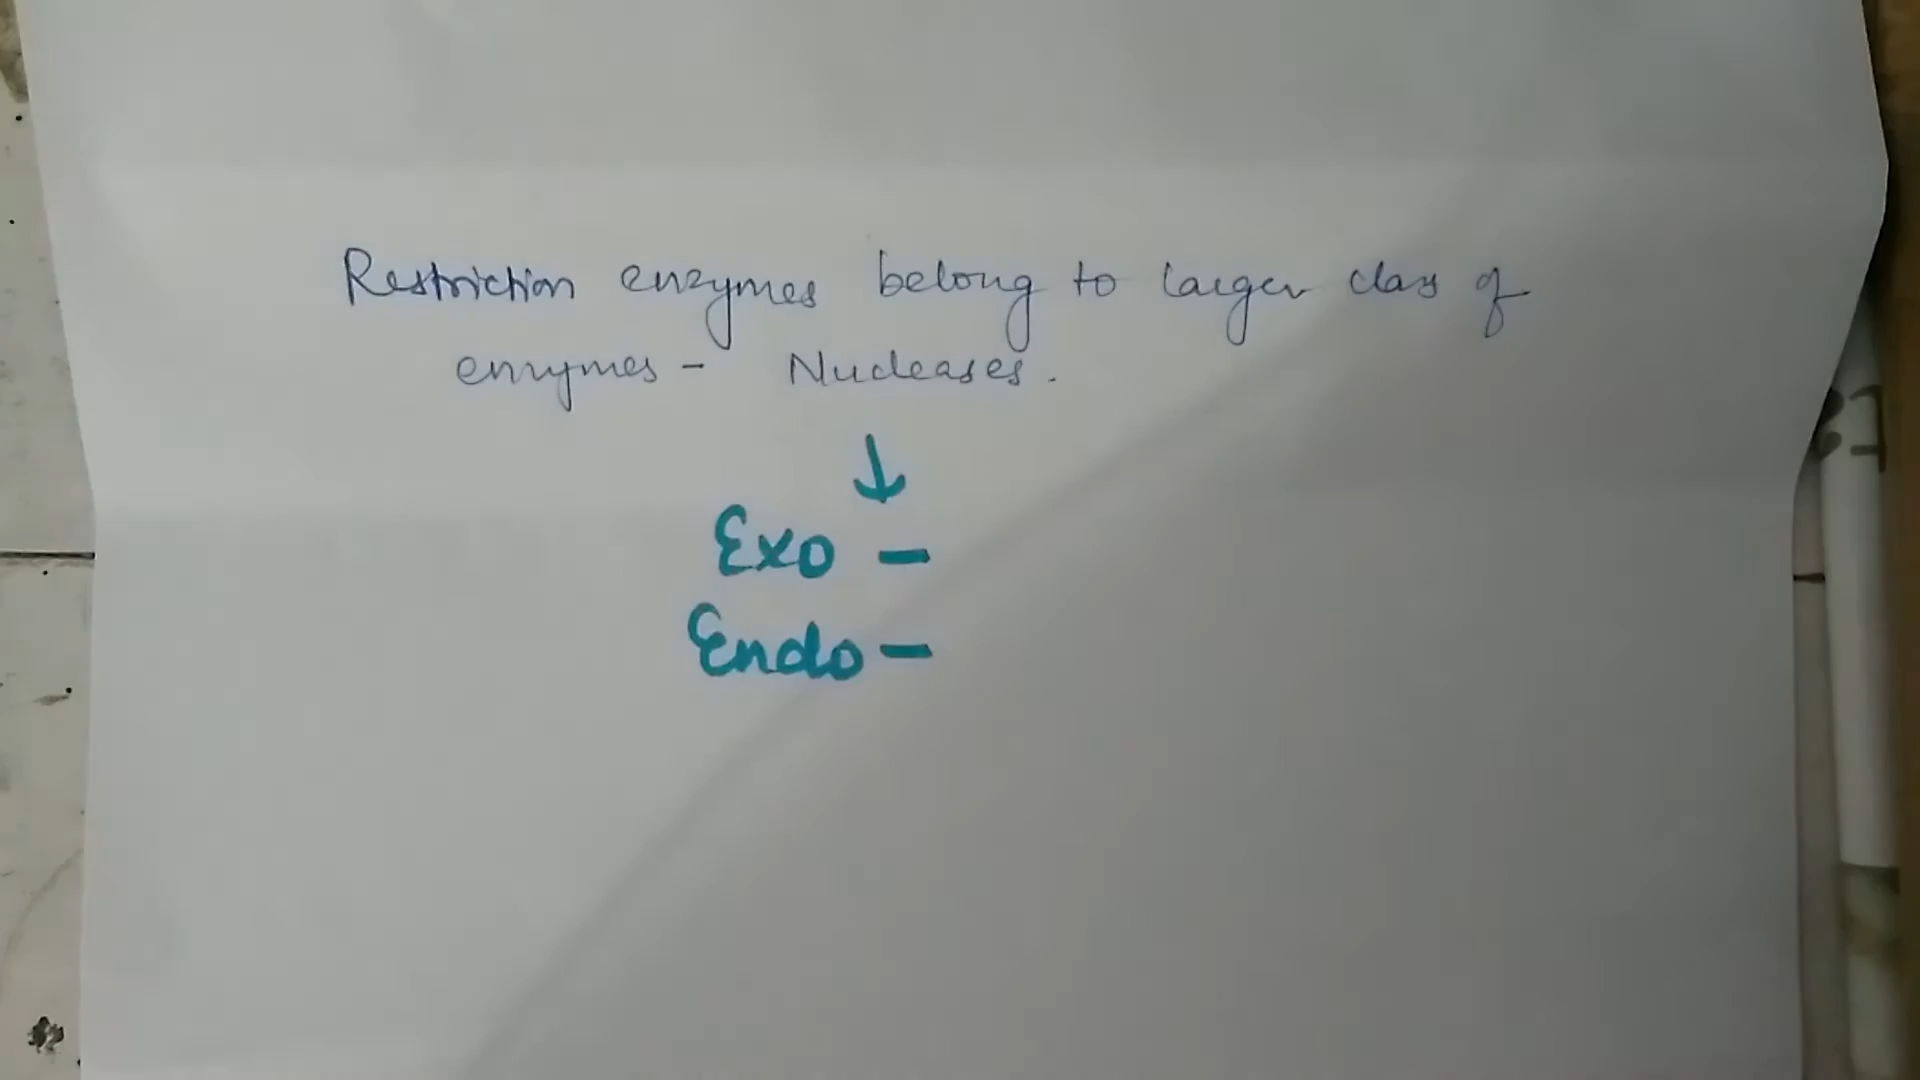 Restriction enzymes belong to larger class of
enzymes - Nucleases.
↓
Exo -
Endo -